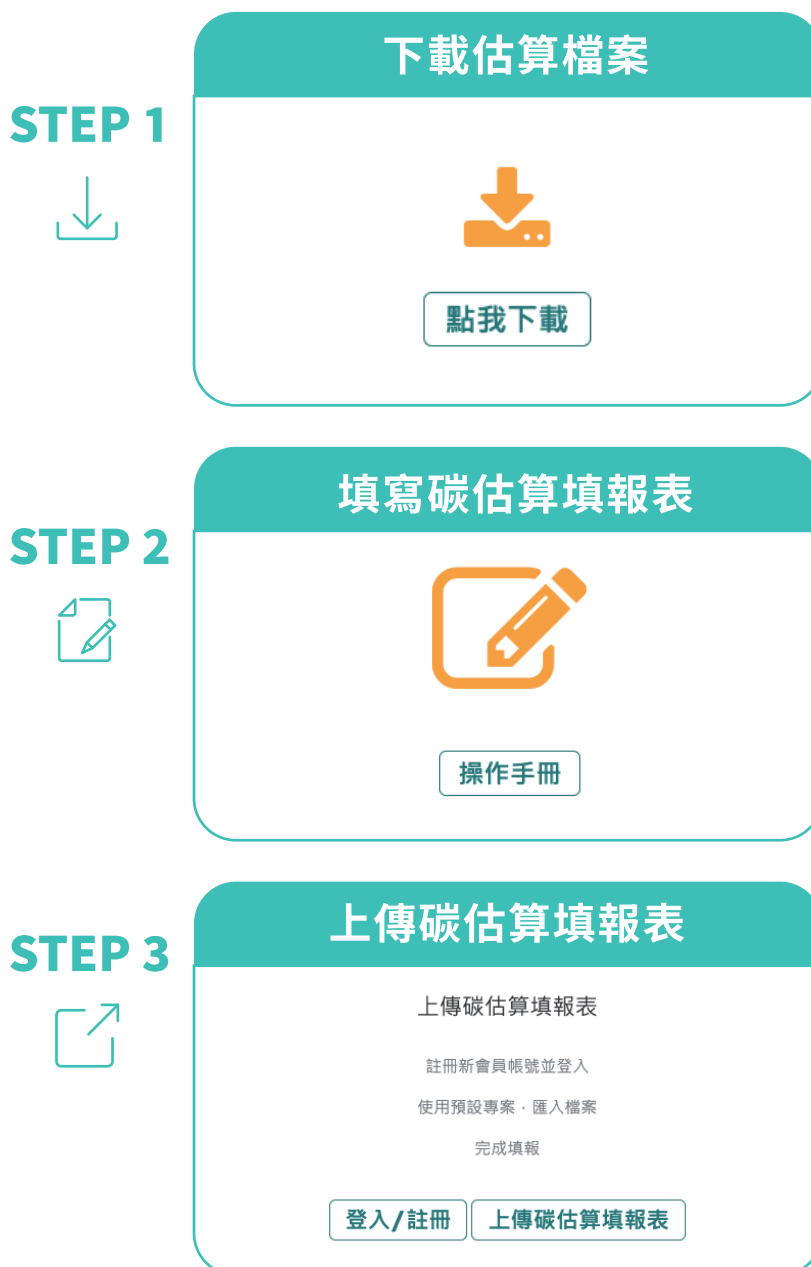 下載估算檔案
STEP 1
點我下載
填寫碳估算填報表
STEP 2
操作手冊
上傳碳估算填報表
STEP 3
上傳碳估算填報表
註冊新會員帳號並登入
使用預設專案，匯入檔案
完成填報
登入/註冊
上傳碳估算填報表